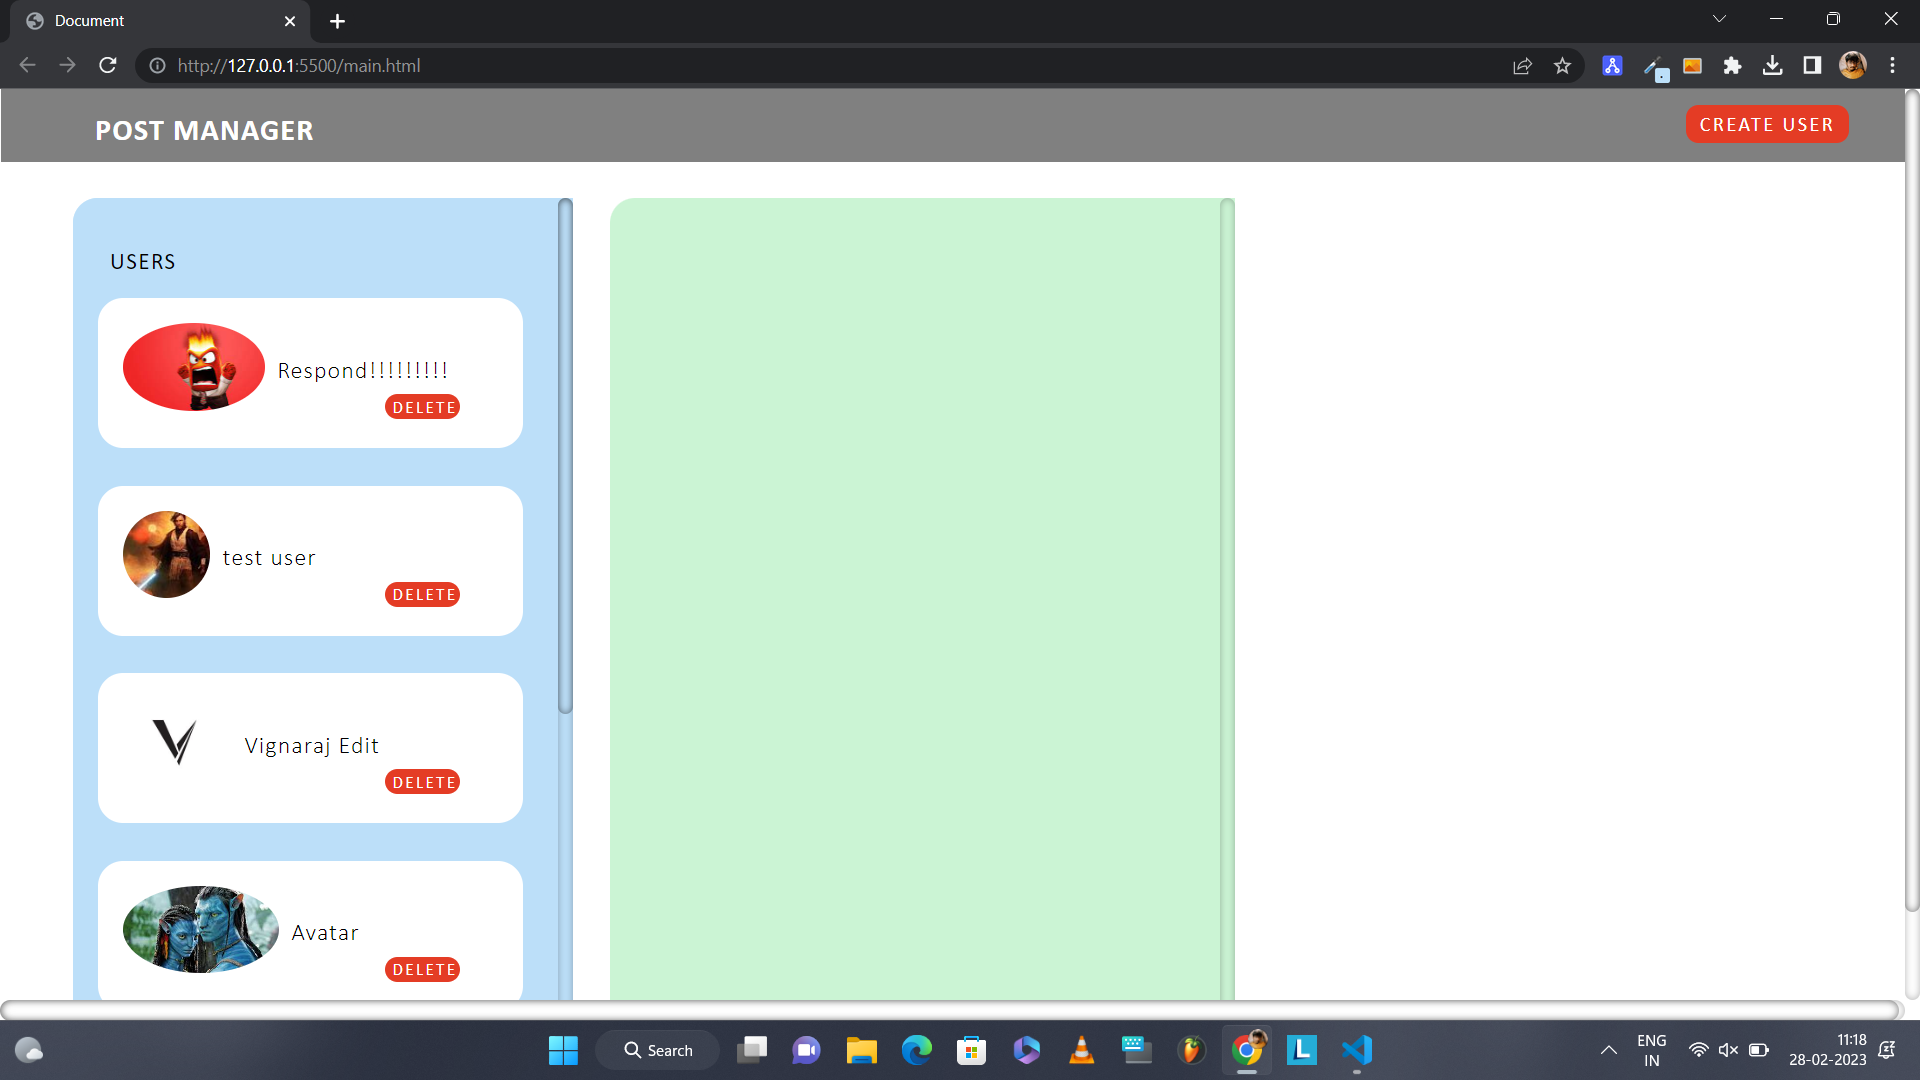 Document
http://127.0.0.1:5500/main.html
POST MANAGER
CREATE USER
USERS
Respond!!!!!!!!!
DELETE
test user
DELETE
Vignaraj Edit
DELETE
Avatar
DELETE
Search
ENG
IN
11:18
28-02-2023